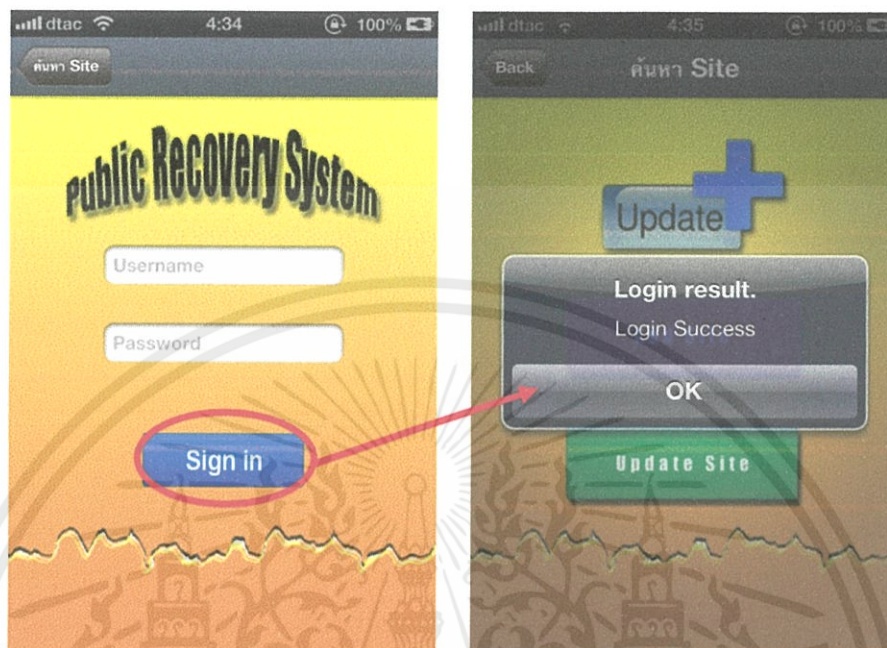 dtac 4:34 100%
ค้นหา Site
Public Recovery System
Username
Password
Sign in
dtac 4:35 100%
Back ค้นหา Site
Update
Login result.
Login Success
OK
Update Site